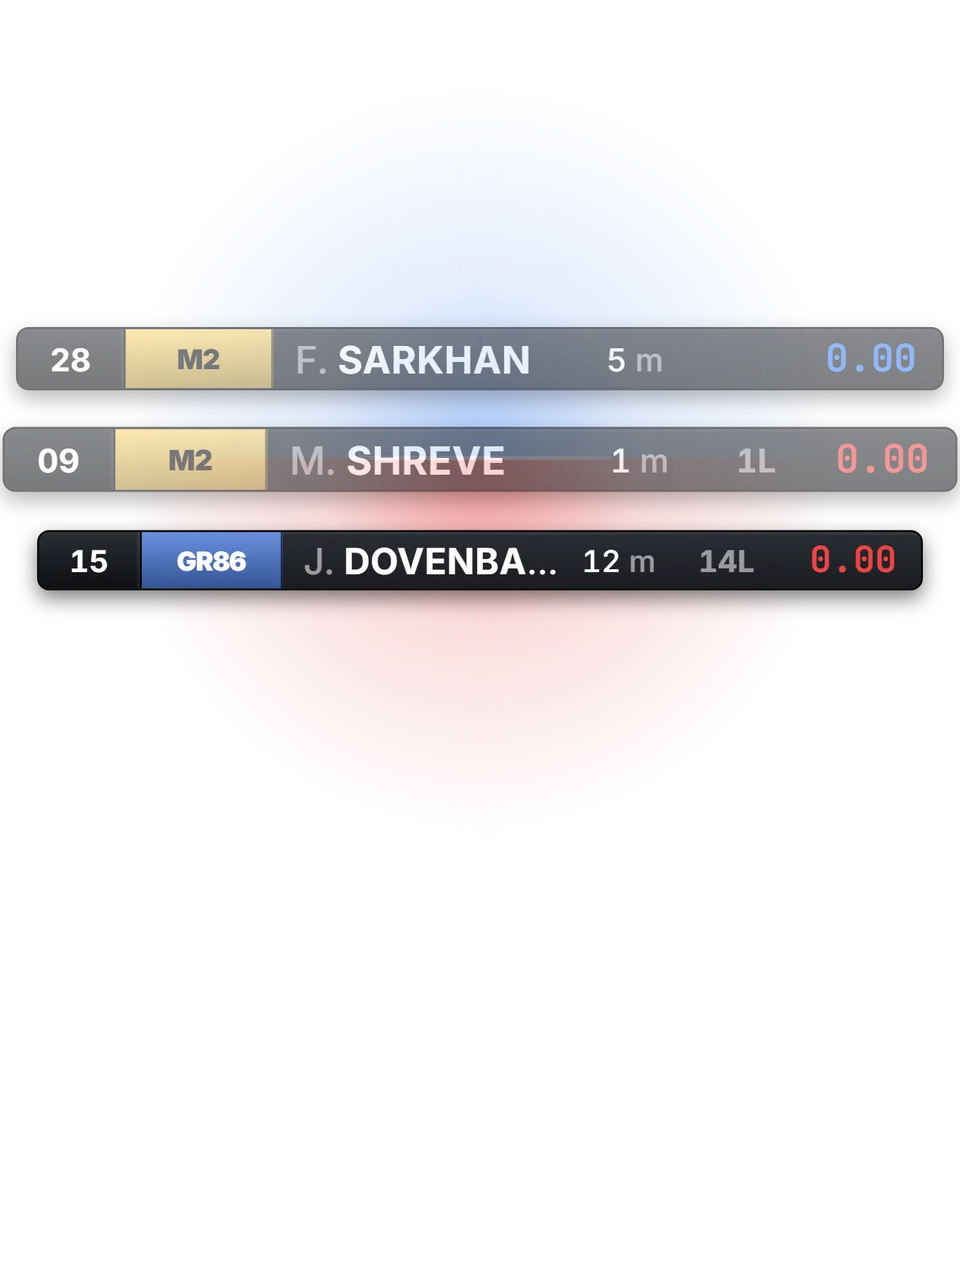 28 M2 F. SARKHAN 5 m 0.00
09 M2 M. SHREVE 1 m 1L 0.00
15 GR86 J. DOVENBA... 12 m 14L 0.00